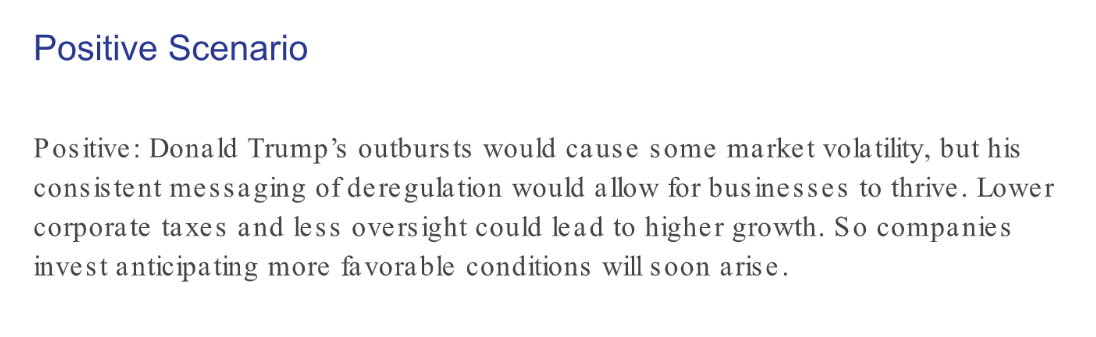 Positive Scenario
Positive: Donald Trump’s outbursts would cause some market volatility, but his
consistent messaging of deregulation would allow for businesses to thrive. Lower
corporate taxes and less oversight could lead to higher growth. So companies
invest anticipating more favorable conditions will soon arise.